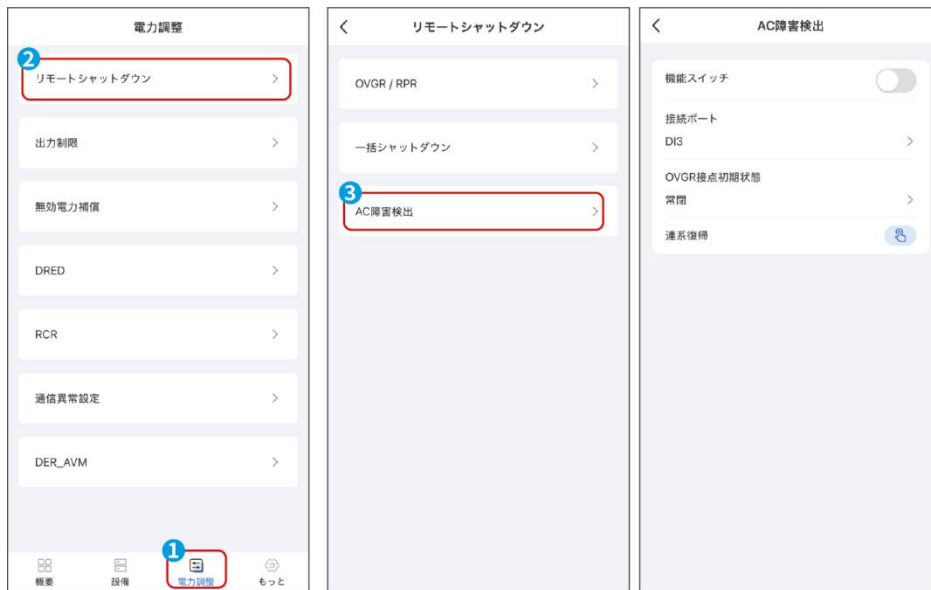 電力調整
2
リモートシャットダウン
出力制限
無効電力補償
DRED
RCR
通信異常設定
DER_AVM
1
概要
設備
電力調整
もっと
リモートシャットダウン
OVGR / RPR
一括シャットダウン
3
AC障害検出
AC障害検出
機能スイッチ
接続ポート
DI3
OVGR接点初期状態
常閉
連系復帰